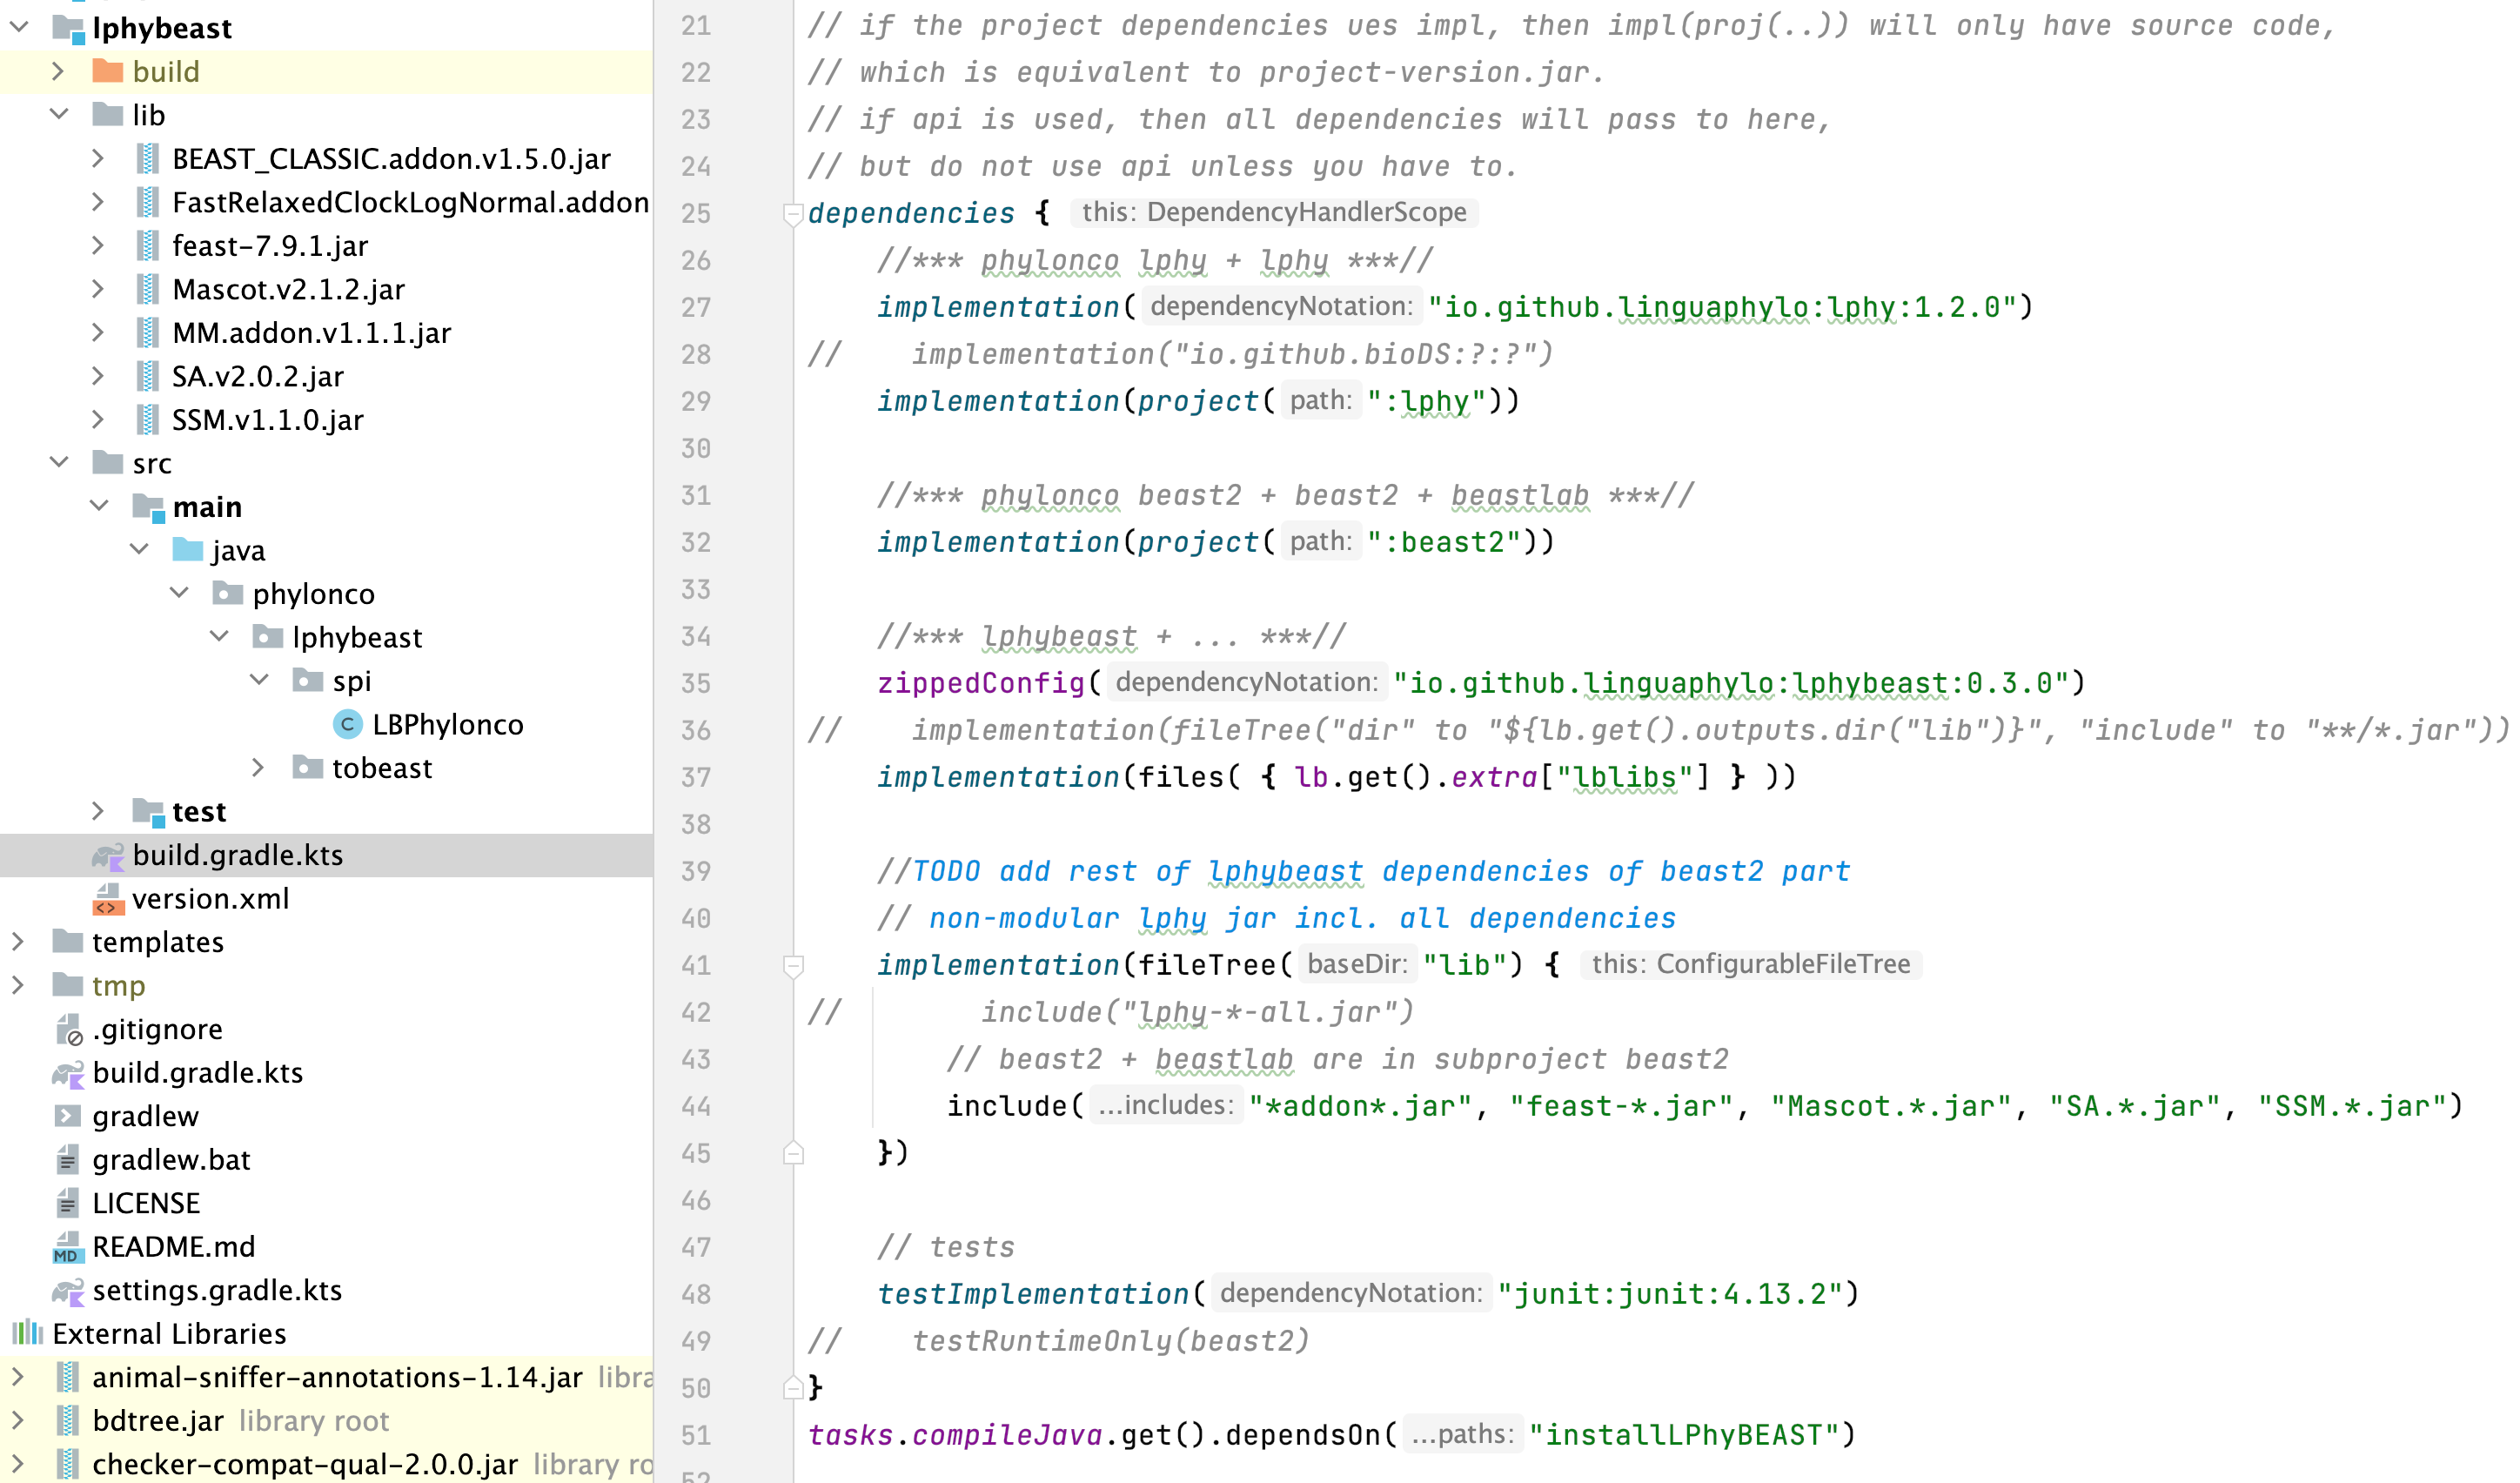 lphybeast
build
lib
BEAST_CLASSIC.addon.v1.5.0.jar
FastRelaxedClockLogNormal.addon
feast-7.9.1.jar
Mascot.v2.1.2.jar
MM.addon.v1.1.1.jar
SA.v2.0.2.jar
SSM.v1.1.0.jar
src
main
java
phylonco
lphybeast
spi
C LBPhylonco
tobeast
test
build.gradle.kts
version.xml
templates
tmp
.gitignore
build.gradle.kts
gradlew
gradlew.bat
LICENSE
MD README.md
settings.gradle.kts
External Libraries
animal-sniffer-annotations-1.14.jar libra
bdtree.jar library root
checker-compat-qual-2.0.0.jar library ro
21 // if the project dependencies ues impl, then impl(proj(..)) will only have source code,
22 // which is equivalent to project-version.jar.
23 // if api is used, then all dependencies will pass to here,
24 // but do not use api unless you have to.
25 dependencies { this: DependencyHandlerScope
26 //*** phylonco lphy + lphy ***//
27 implementation( dependencyNotation: "io.github.linguaphylo:lphy:1.2.0")
28 // implementation("io.github.bioDS:?:?")
29 implementation(project( path: ":lphy"))
30
31 //*** phylonco beast2 + beast2 + beastlab ***//
32 implementation(project( path: ":beast2"))
33
34 //*** lphybeast + ... ***//
35 zippedConfig( dependencyNotation: "io.github.linguaphylo:lphybeast:0.3.0")
36 // implementation(fileTree("dir" to "${lb.get().outputs.dir("lib")}", "include" to "**/*.jar"))
37 implementation(files( { lb.get().extra["lblibs"] } ))
38
39 //TODO add rest of lphybeast dependencies of beast2 part
40 // non-modular lphy jar incl. all dependencies
41 implementation(fileTree( baseDir: "lib") { this: ConfigurableFileTree
42 // include("lphy-*-all.jar")
43 // beast2 + beastlab are in subproject beast2
44 include( ...includes: "*addon*.jar", "feast-*.jar", "Mascot.*.jar", "SA.*.jar", "SSM.*.jar")
45 })
46
47 // tests
48 testImplementation( dependencyNotation: "junit:junit:4.13.2")
49 // testRuntimeOnly(beast2)
50 }
51 tasks.compileJava.get().dependsOn( ...paths: "installLPhyBEAST")
52